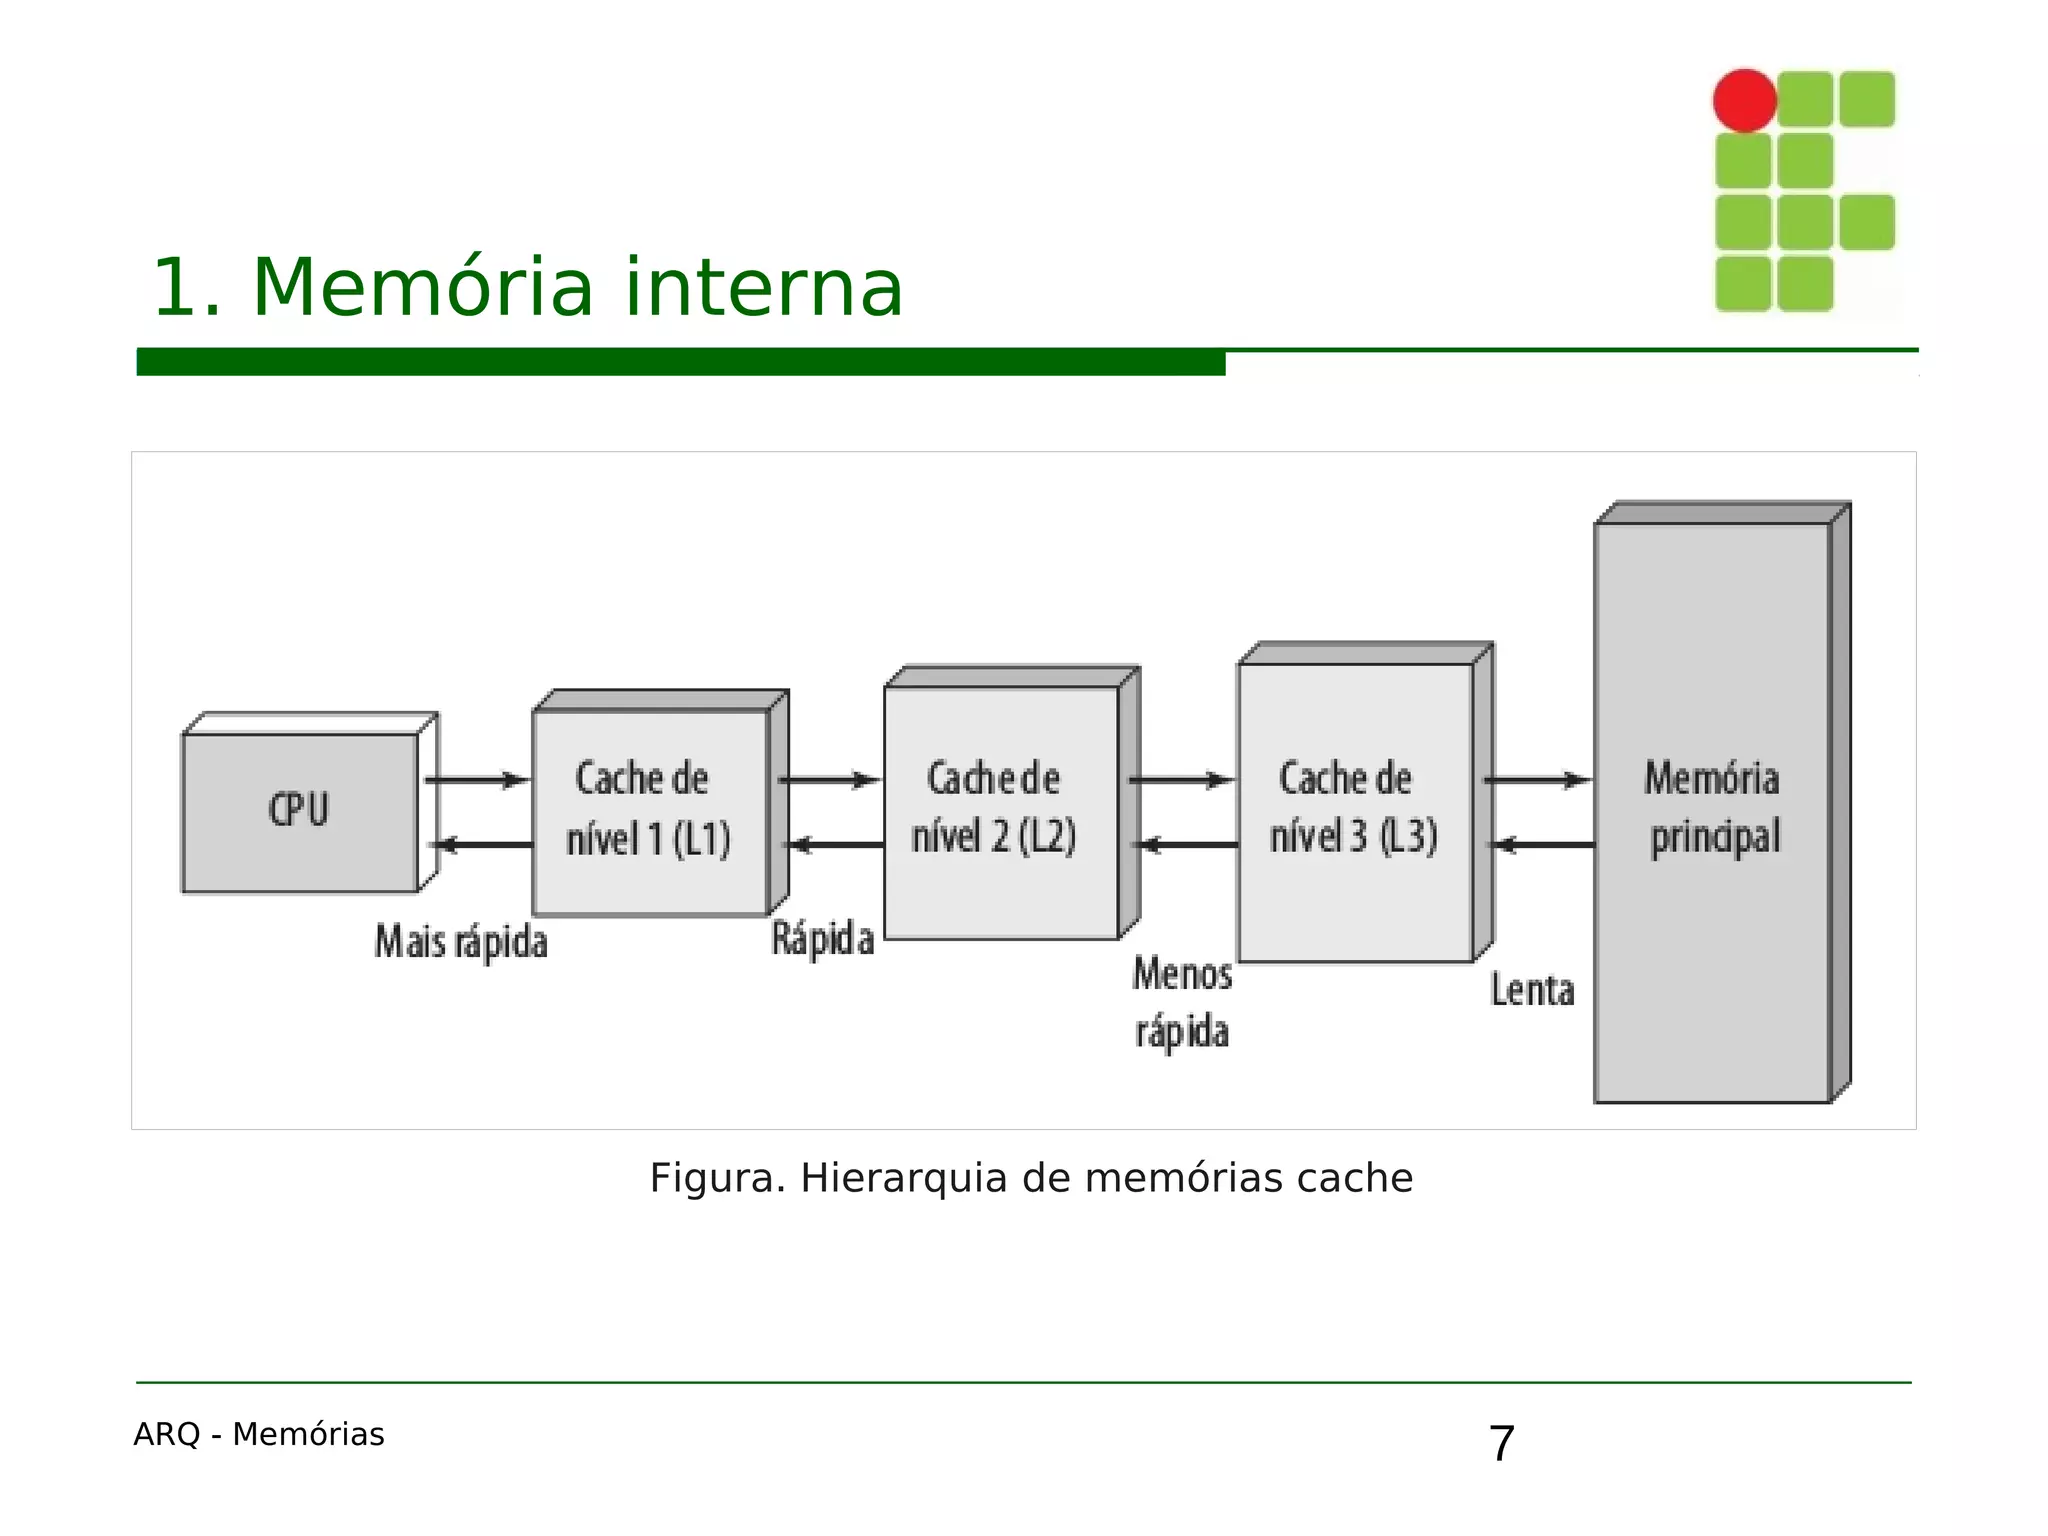 1. Memória interna
CPU
Cache de
nível 1 (L1)
Cache de
nível 2 (L2)
Cache de
nível 3 (L3)
Memória
principal
Mais rápida
Rápida
Menos
rápida
Lenta
Figura. Hierarquia de memórias cache
ARQ - Memórias
7